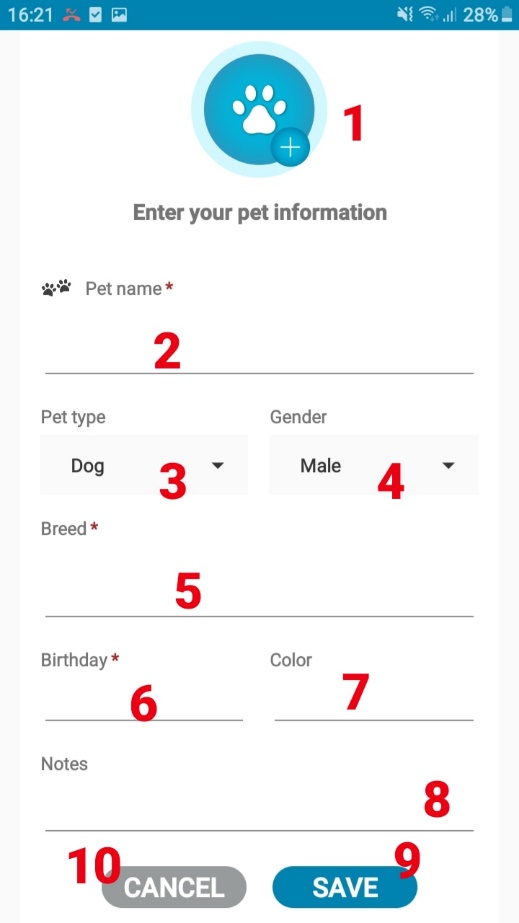 16:21 28%
1
Enter your pet information
Pet name *
2
Pet type Gender
Dog 3 Male 4
Breed *
5
Birthday * Color
6 7
Notes
8
10 CANCEL 9 SAVE